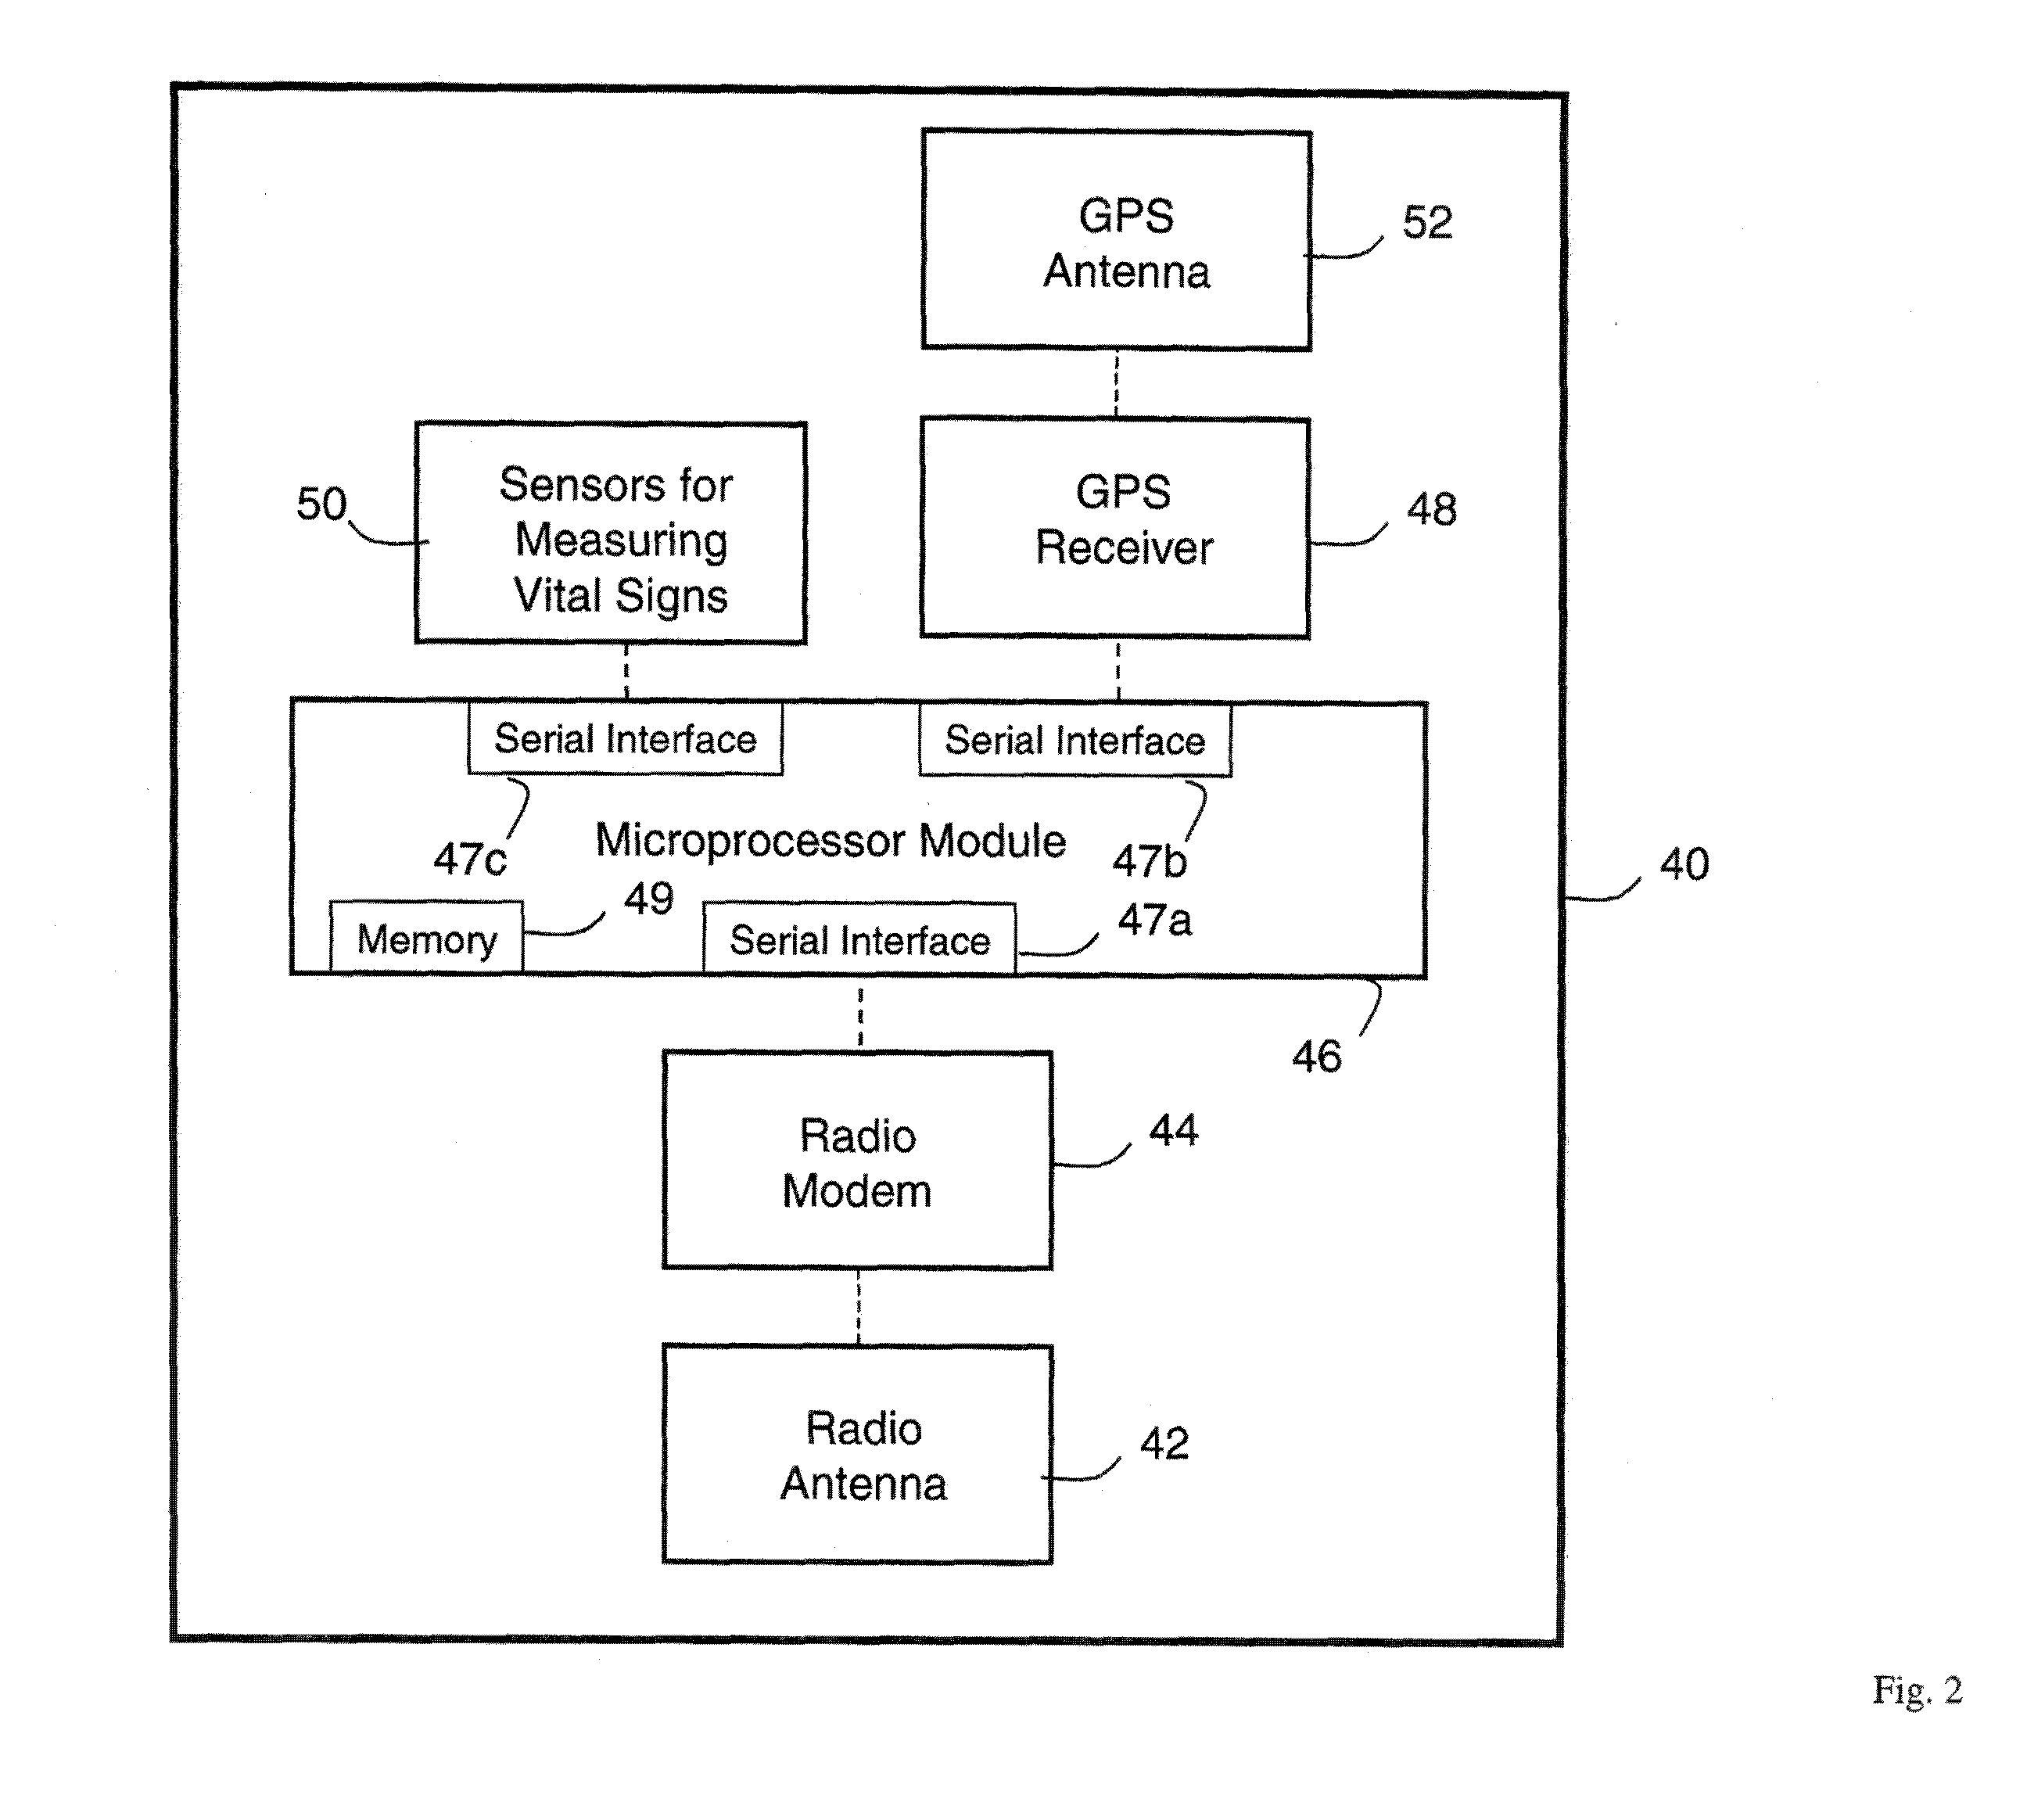 GPS
Antenna
52
Sensors for
Measuring
Vital Signs
50
GPS
Receiver
48
Serial Interface
Serial Interface
47c
Microprocessor Module
47b
40
Memory
49
Serial Interface
47a
46
Radio
Modem
44
Radio
Antenna
42
Fig. 2